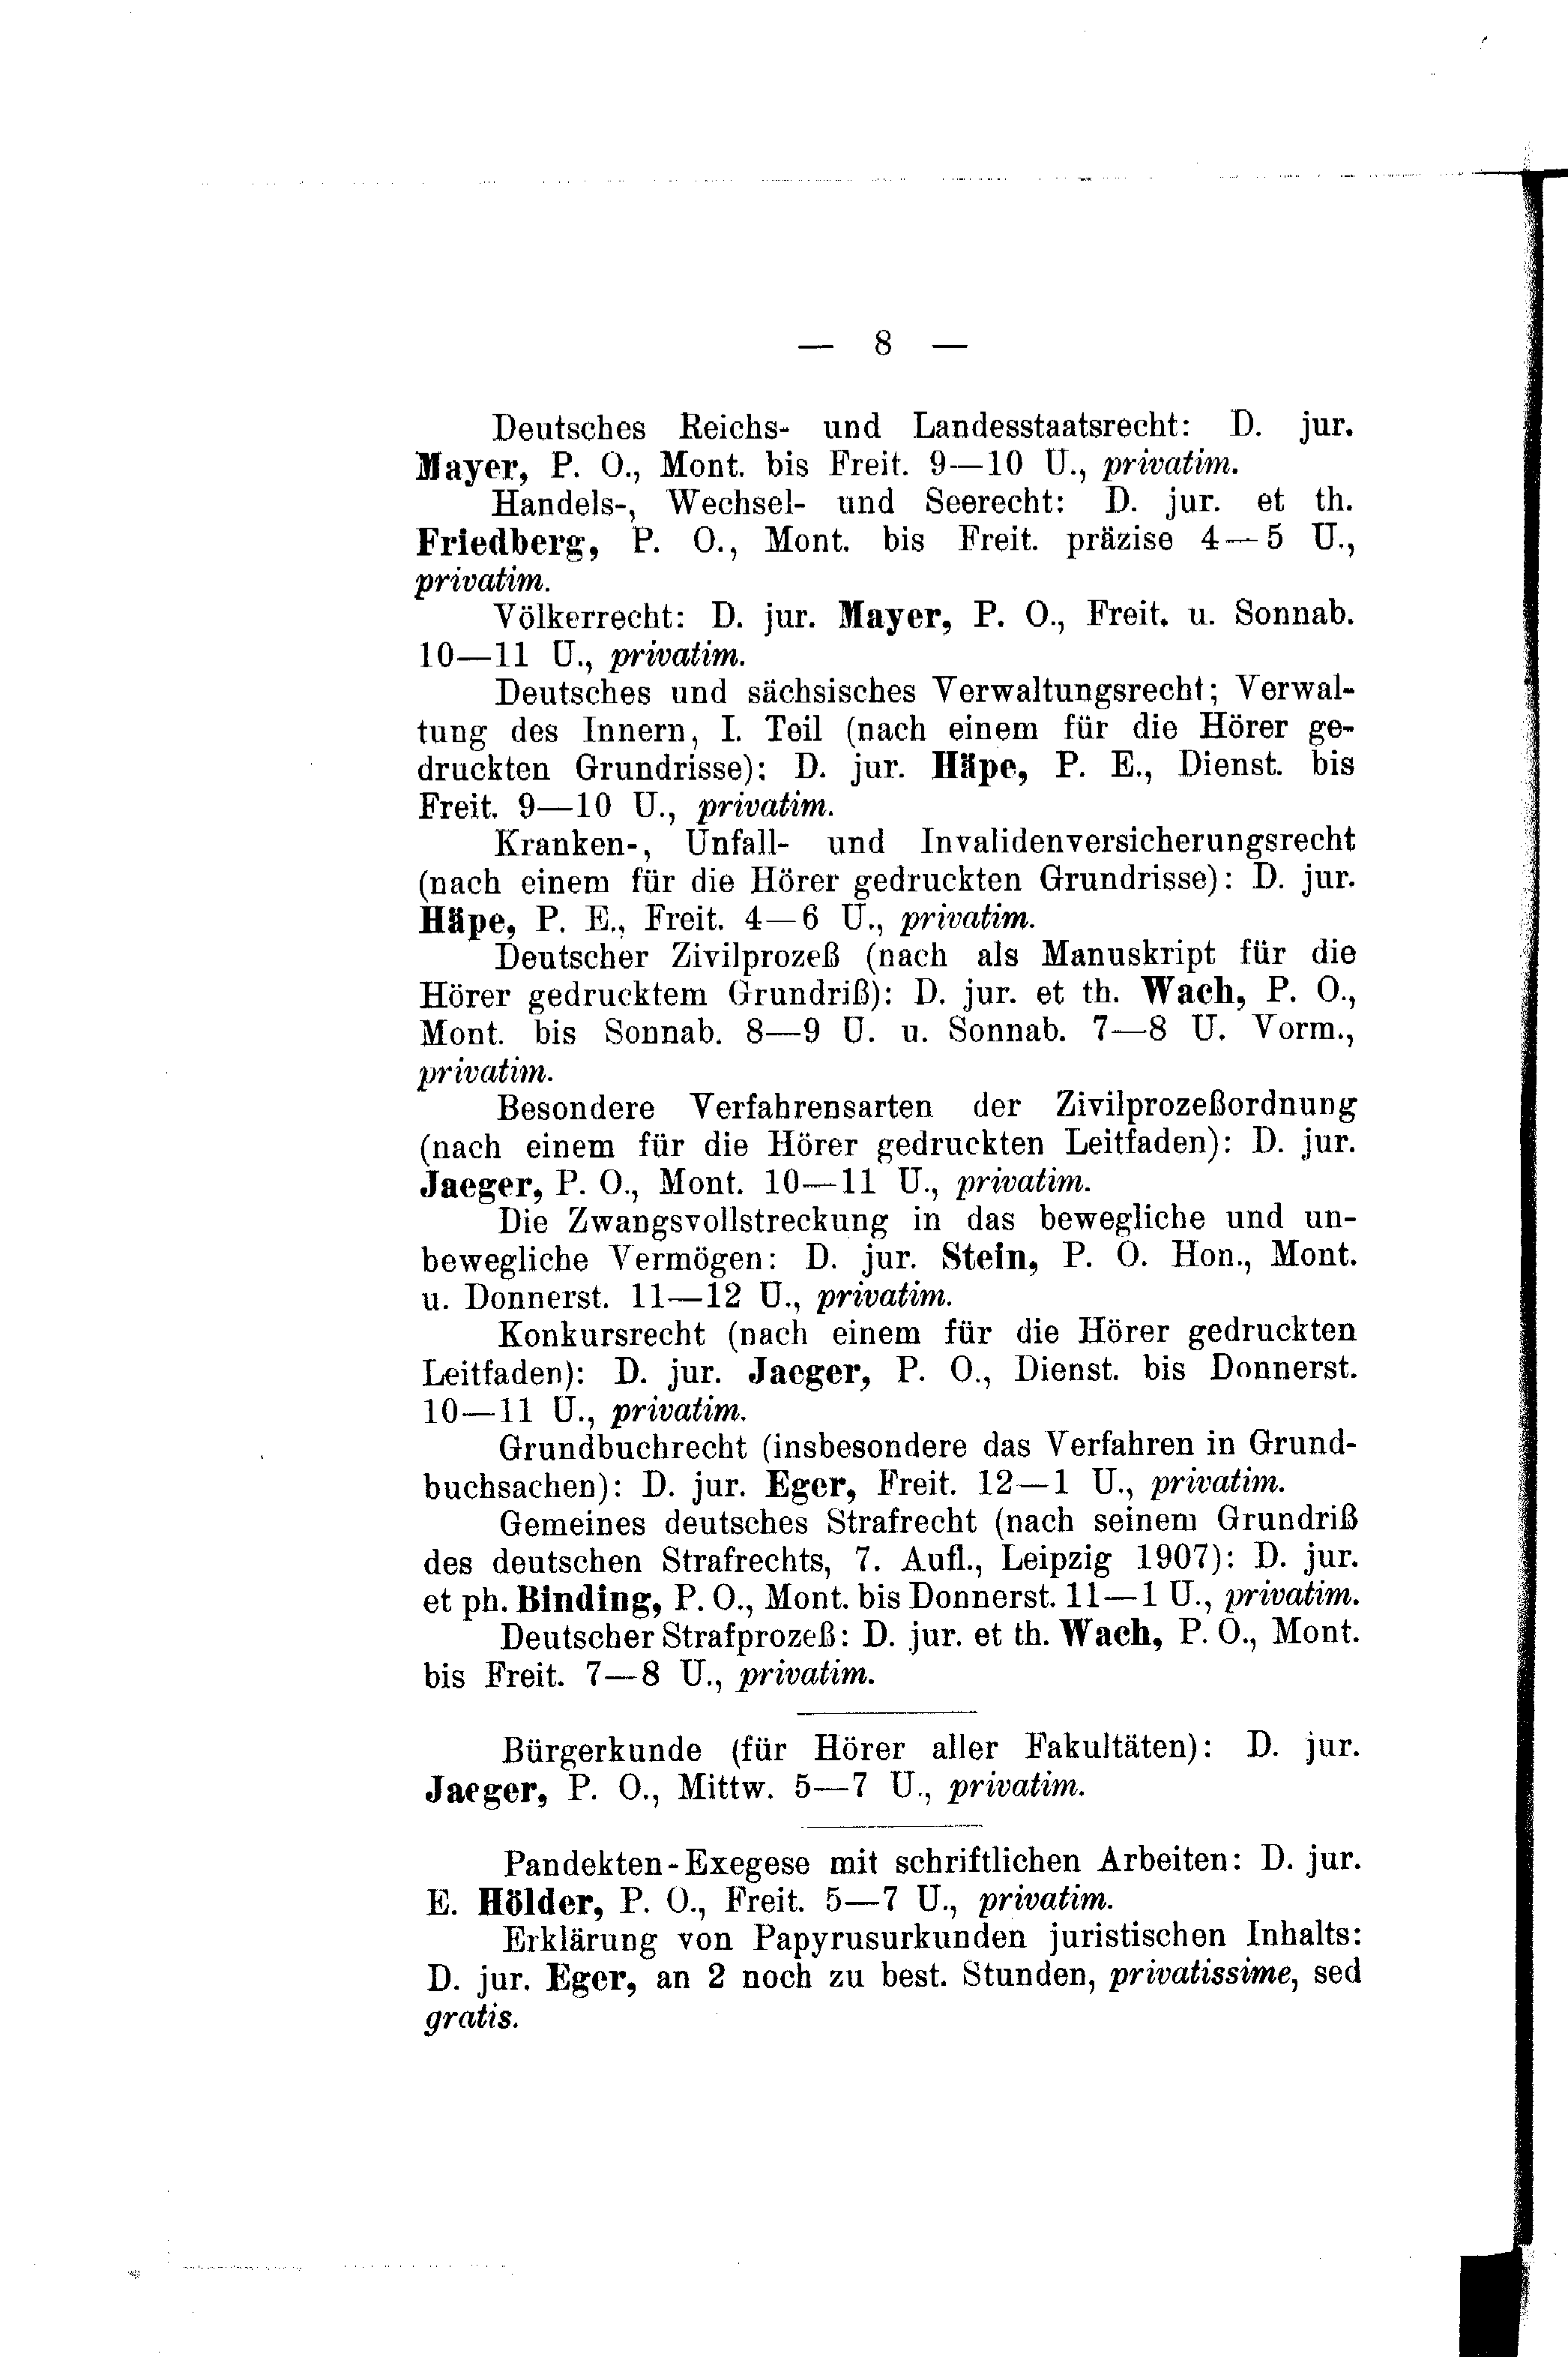 — 8 —
Deutsches Reichs- und Landesstaatsrecht: D. jur.
Mayer, P. O., Mont. bis Freit. 9—10 U., privatim.
Handels-, Wechsel- und Seerecht: D. jur. et th.
Friedberg, P. O., Mont. bis Freit. präzise 4—5 U.,
privatim.
Völkerrecht: D. jur. Mayer, P. O., Freit. u. Sonnab.
10—11 U., privatim.
Deutsches und sächsisches Verwaltungsrecht; Verwal-
tung des Innern, I. Teil (nach einem für die Hörer ge-
druckten Grundrisse): D. jur. Häpe, P. E., Dienst. bis
Freit. 9—10 U., privatim.
Kranken-, Unfall- und Invalidenversicherungsrecht
(nach einem für die Hörer gedruckten Grundrisse): D. jur.
Häpe, P. E., Freit. 4—6 U., privatim.
Deutscher Zivilprozeß (nach als Manuskript für die
Hörer gedrucktem Grundriß): D. jur. et th. Wach, P. O.,
Mont. bis Sonnab. 8—9 U. u. Sonnab. 7—8 U. Vorm.,
privatim.
Besondere Verfahrensarten der Zivilprozeßordnung
(nach einem für die Hörer gedruckten Leitfaden): D. jur.
Jaeger, P. O., Mont. 10—11 U., privatim.
Die Zwangsvollstreckung in das bewegliche und un-
bewegliche Vermögen: D. jur. Stein, P. O. Hon., Mont.
u. Donnerst. 11—12 U., privatim.
Konkursrecht (nach einem für die Hörer gedruckten
Leitfaden): D. jur. Jaeger, P. O., Dienst. bis Donnerst.
10—11 U., privatim.
Grundbuchrecht (insbesondere das Verfahren in Grund-
buchsachen): D. jur. Eger, Freit. 12—1 U., privatim.
Gemeines deutsches Strafrecht (nach seinem Grundriß
des deutschen Strafrechts, 7. Aufl., Leipzig 1907): D. jur.
et ph. Binding, P. O., Mont. bis Donnerst. 11—1 U., privatim.
Deutscher Strafprozeß: D. jur. et th. Wach, P. O., Mont.
bis Freit. 7—8 U., privatim.
Bürgerkunde (für Hörer aller Fakultäten): D. jur.
Jaeger, P. O., Mittw. 5—7 U., privatim.
Pandekten-Exegese mit schriftlichen Arbeiten: D. jur.
E. Hölder, P. O., Freit. 5—7 U., privatim.
Erklärung von Papyrusurkunden juristischen Inhalts:
D. jur. Eger, an 2 noch zu best. Stunden, privatissime, sed
gratis.